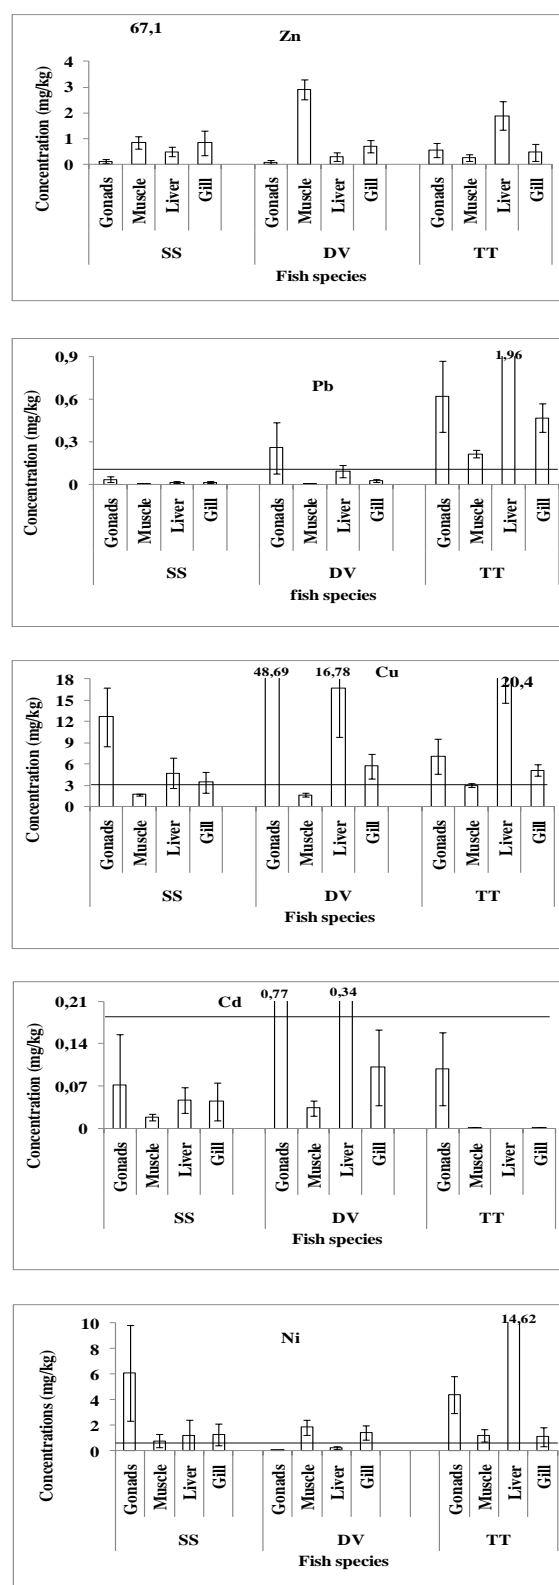 67,1
Zn
Concentration (mg/kg)
4
3
2
1
0
Gonads Muscle Liver Gill Gonads Muscle Liver Gill Gonads Muscle Liver Gill
SS DV TT
Fish species
Pb
1,96
Concentration (mg/kg)
0,9
0,6
0,3
0
Gonads Muscle Liver Gill Gonads Muscle Liver Gill Gonads Muscle Liver Gill
SS DV TT
fish species
48,69 16,78 Cu 20,4
Concentration (mg/kg)
18
15
12
9
6
3
0
Gonads Muscle Liver Gill Gonads Muscle Liver Gill Gonads Muscle Liver Gill
SS DV TT
Fish species
Cd 0,77 0,34
Concentration (mg/kg)
0,21
0,14
0,07
0
Gonads Muscle Liver Gill Gonads Muscle Liver Gill Gonads Muscle Liver Gill
SS DV TT
Fish species
Ni 14,62
Concentrations (mg/kg)
10
8
6
4
2
0
Gonads Muscle Liver Gill Gonads Muscle Liver Gill Gonads Muscle Liver Gill
SS DV TT
Fish species